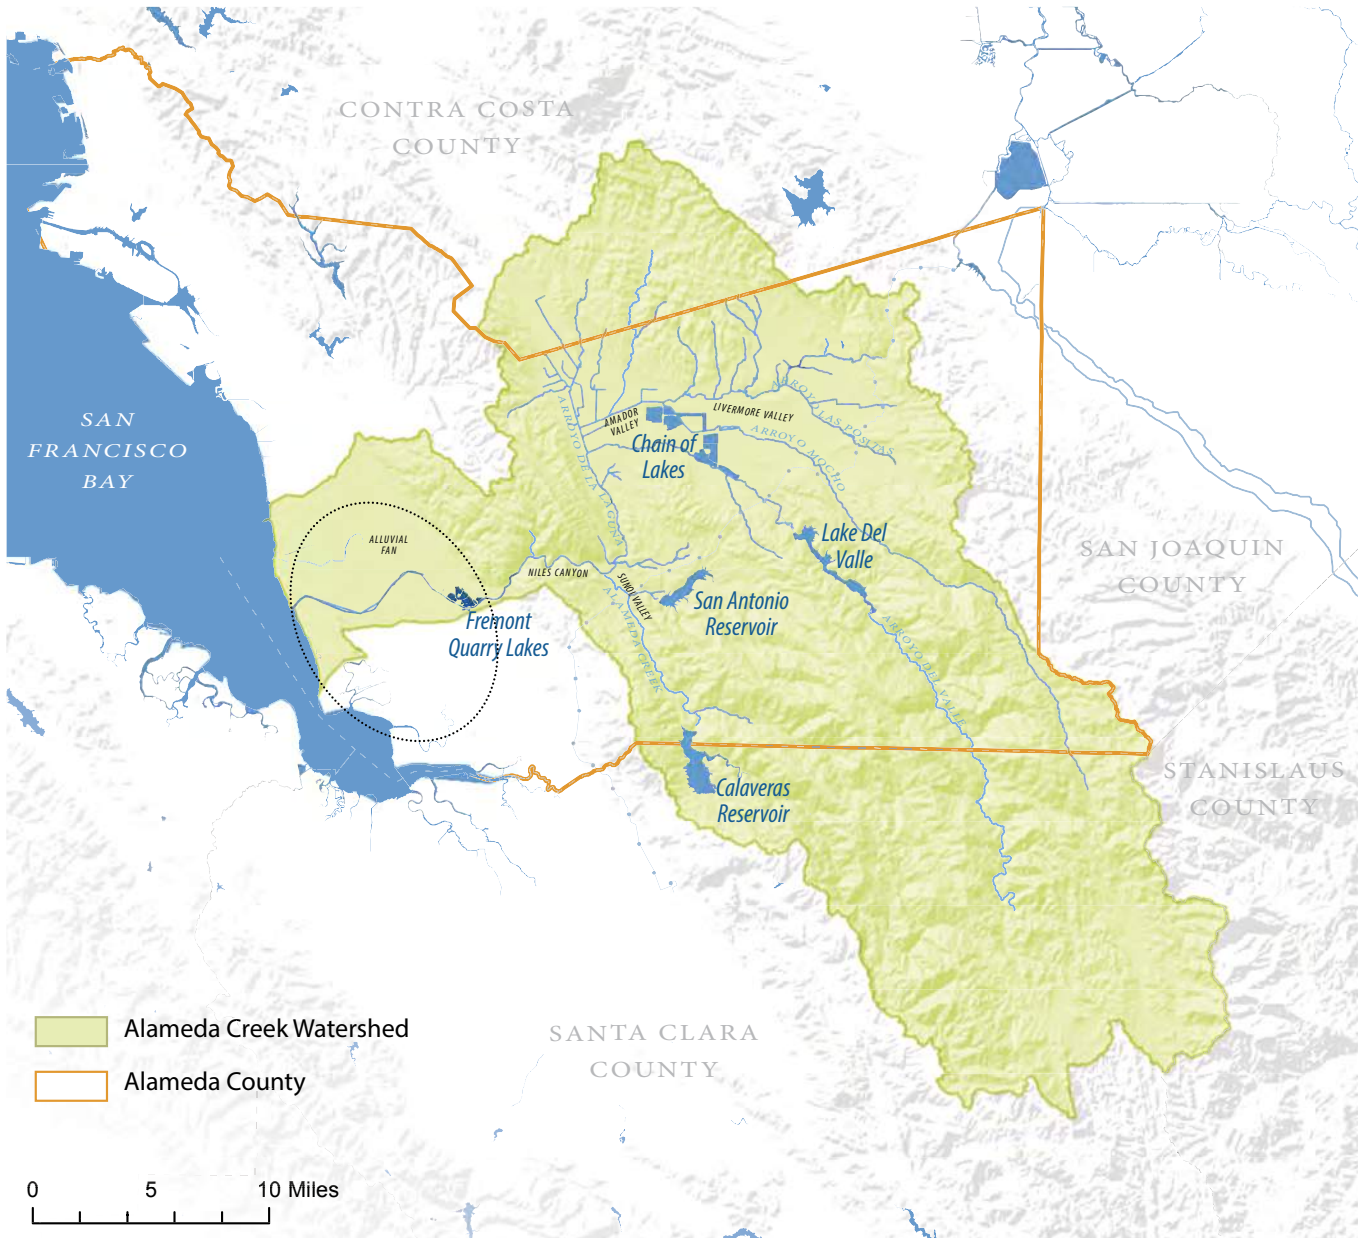 CONTRA COSTA
COUNTY
SAN
FRANCISCO
BAY
AMADOR
VALLEY
LIVERMORE VALLEY
ARROYO LAS POSITAS
ARROYO MOCHO
ARROYO DE LA LAGUNA
Chain of
Lakes
ALLUVIAL
FAN
NILES CANYON
SUNOL VALLEY
ALAMEDA CREEK
Lake Del
Valle
San Antonio
Reservoir
Fremont
Quarry Lakes
ARROYO DEL VALLE
SAN JOAQUIN
COUNTY
Calaveras
Reservoir
STANISLAUS
COUNTY
SANTA CLARA
COUNTY
Alameda Creek Watershed
Alameda County
0 5 10 Miles